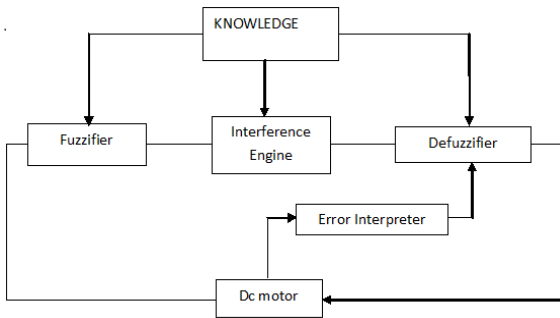 KNOWLEDGE
Fuzzifier
Interference
Engine
Defuzzifier
Error Interpreter
Dc motor